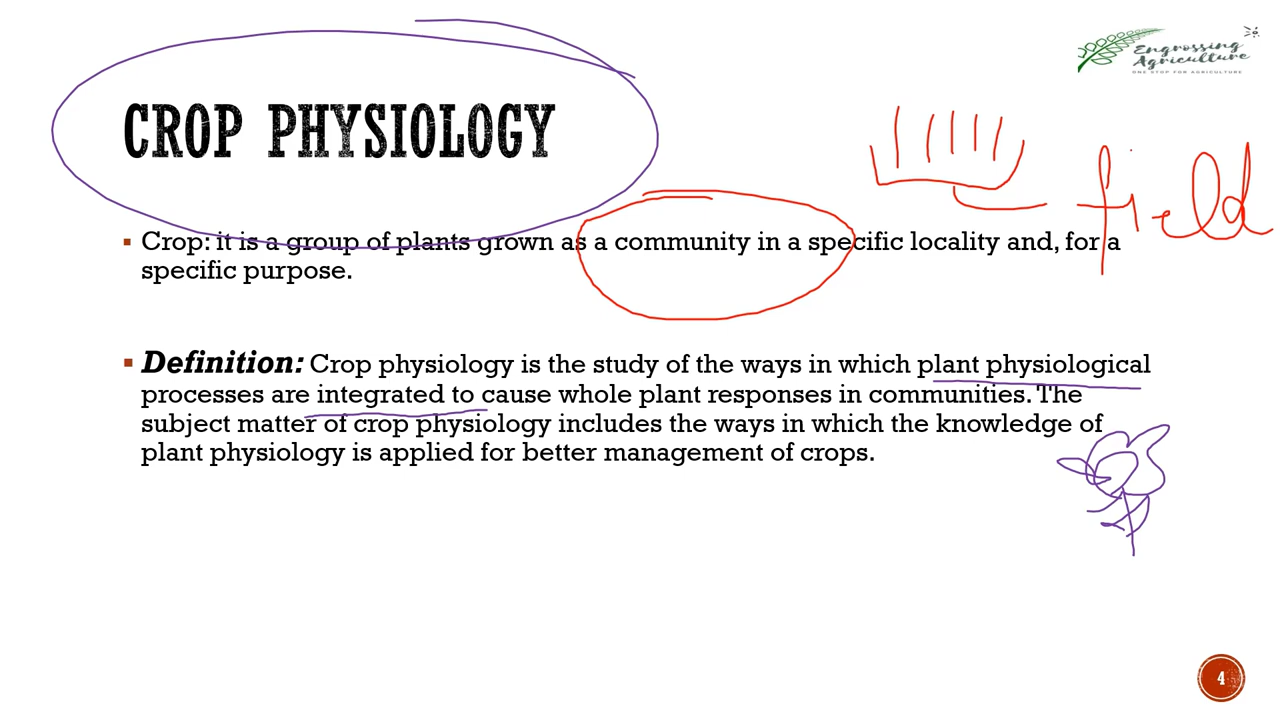 Engrossing
Agriculture
ONE STOP FOR AGRICULTURE
CROP PHYSIOLOGY
field
▪ Crop: it is a group of plants grown as a community in a specific locality and, for a
specific purpose.
▪ Definition: Crop physiology is the study of the ways in which plant physiological
processes are integrated to cause whole plant responses in communities. The
subject matter of crop physiology includes the ways in which the knowledge of
plant physiology is applied for better management of crops.
4